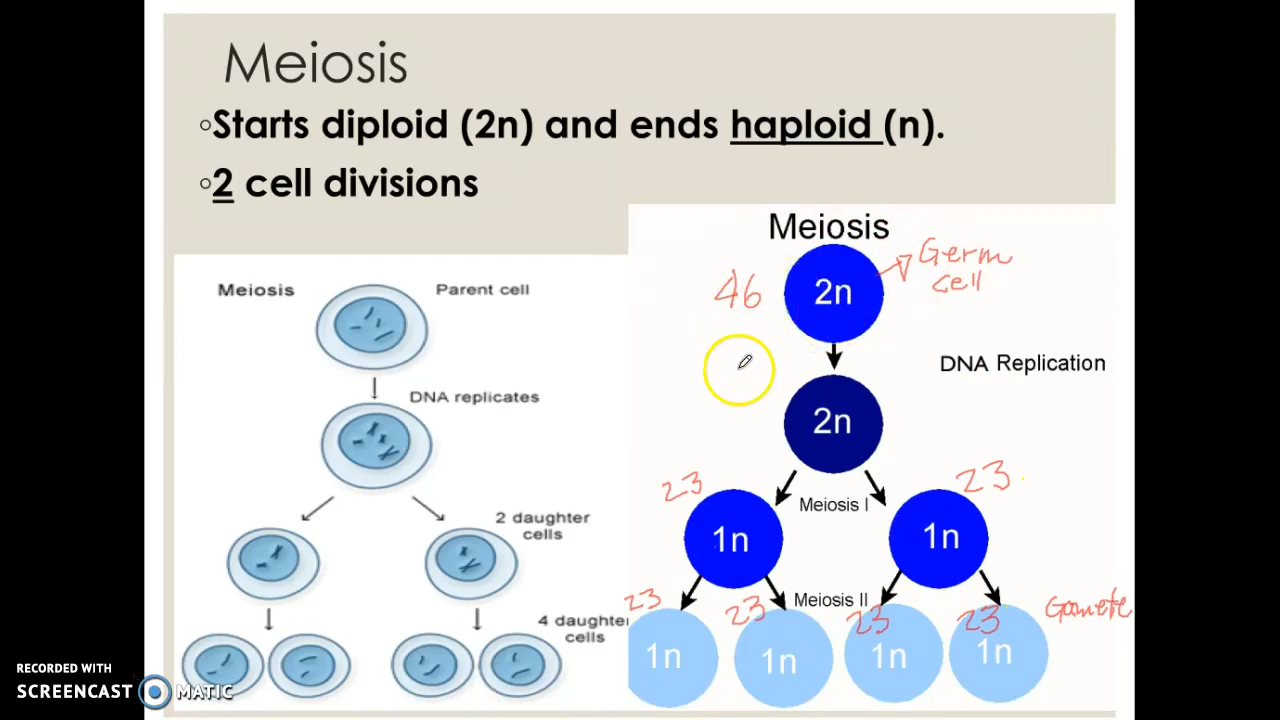 Meiosis
◦Starts diploid (2n) and ends haploid (n).
◦2 cell divisions
Meiosis
Parent cell
DNA replicates
2 daughter
cells
4 daughter
cells
Meiosis
46
2n
Germ
cell
DNA Replication
2n
23
23
Meiosis I
1n
1n
23
23
Meiosis II
23
23
Gamete
1n
1n
1n
1n
RECORDED WITH
SCREENCAST MATIC